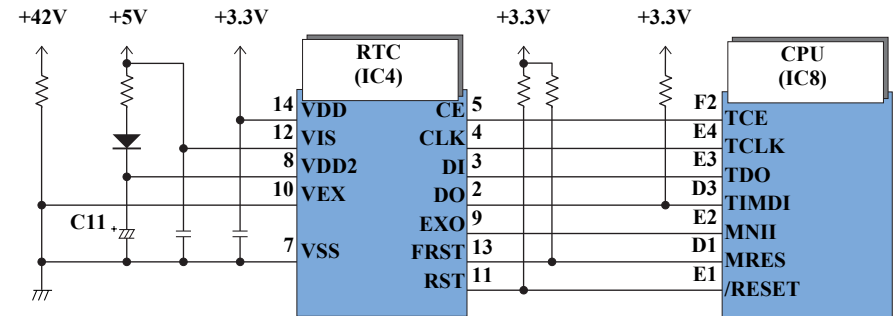 +42V +5V +3.3V +3.3V +3.3V
RTC
(IC4)
CPU
(IC8)
14 VDD CE 5 F2 TCE
12 VIS CLK 4 E4 TCLK
8 VDD2 DI 3 E3 TDO
10 VEX DO 2 D3 TIMDI
C11 + EXO 9 E2 MNII
7 VSS FRST 13 D1 MRES
RST 11 E1 /RESET